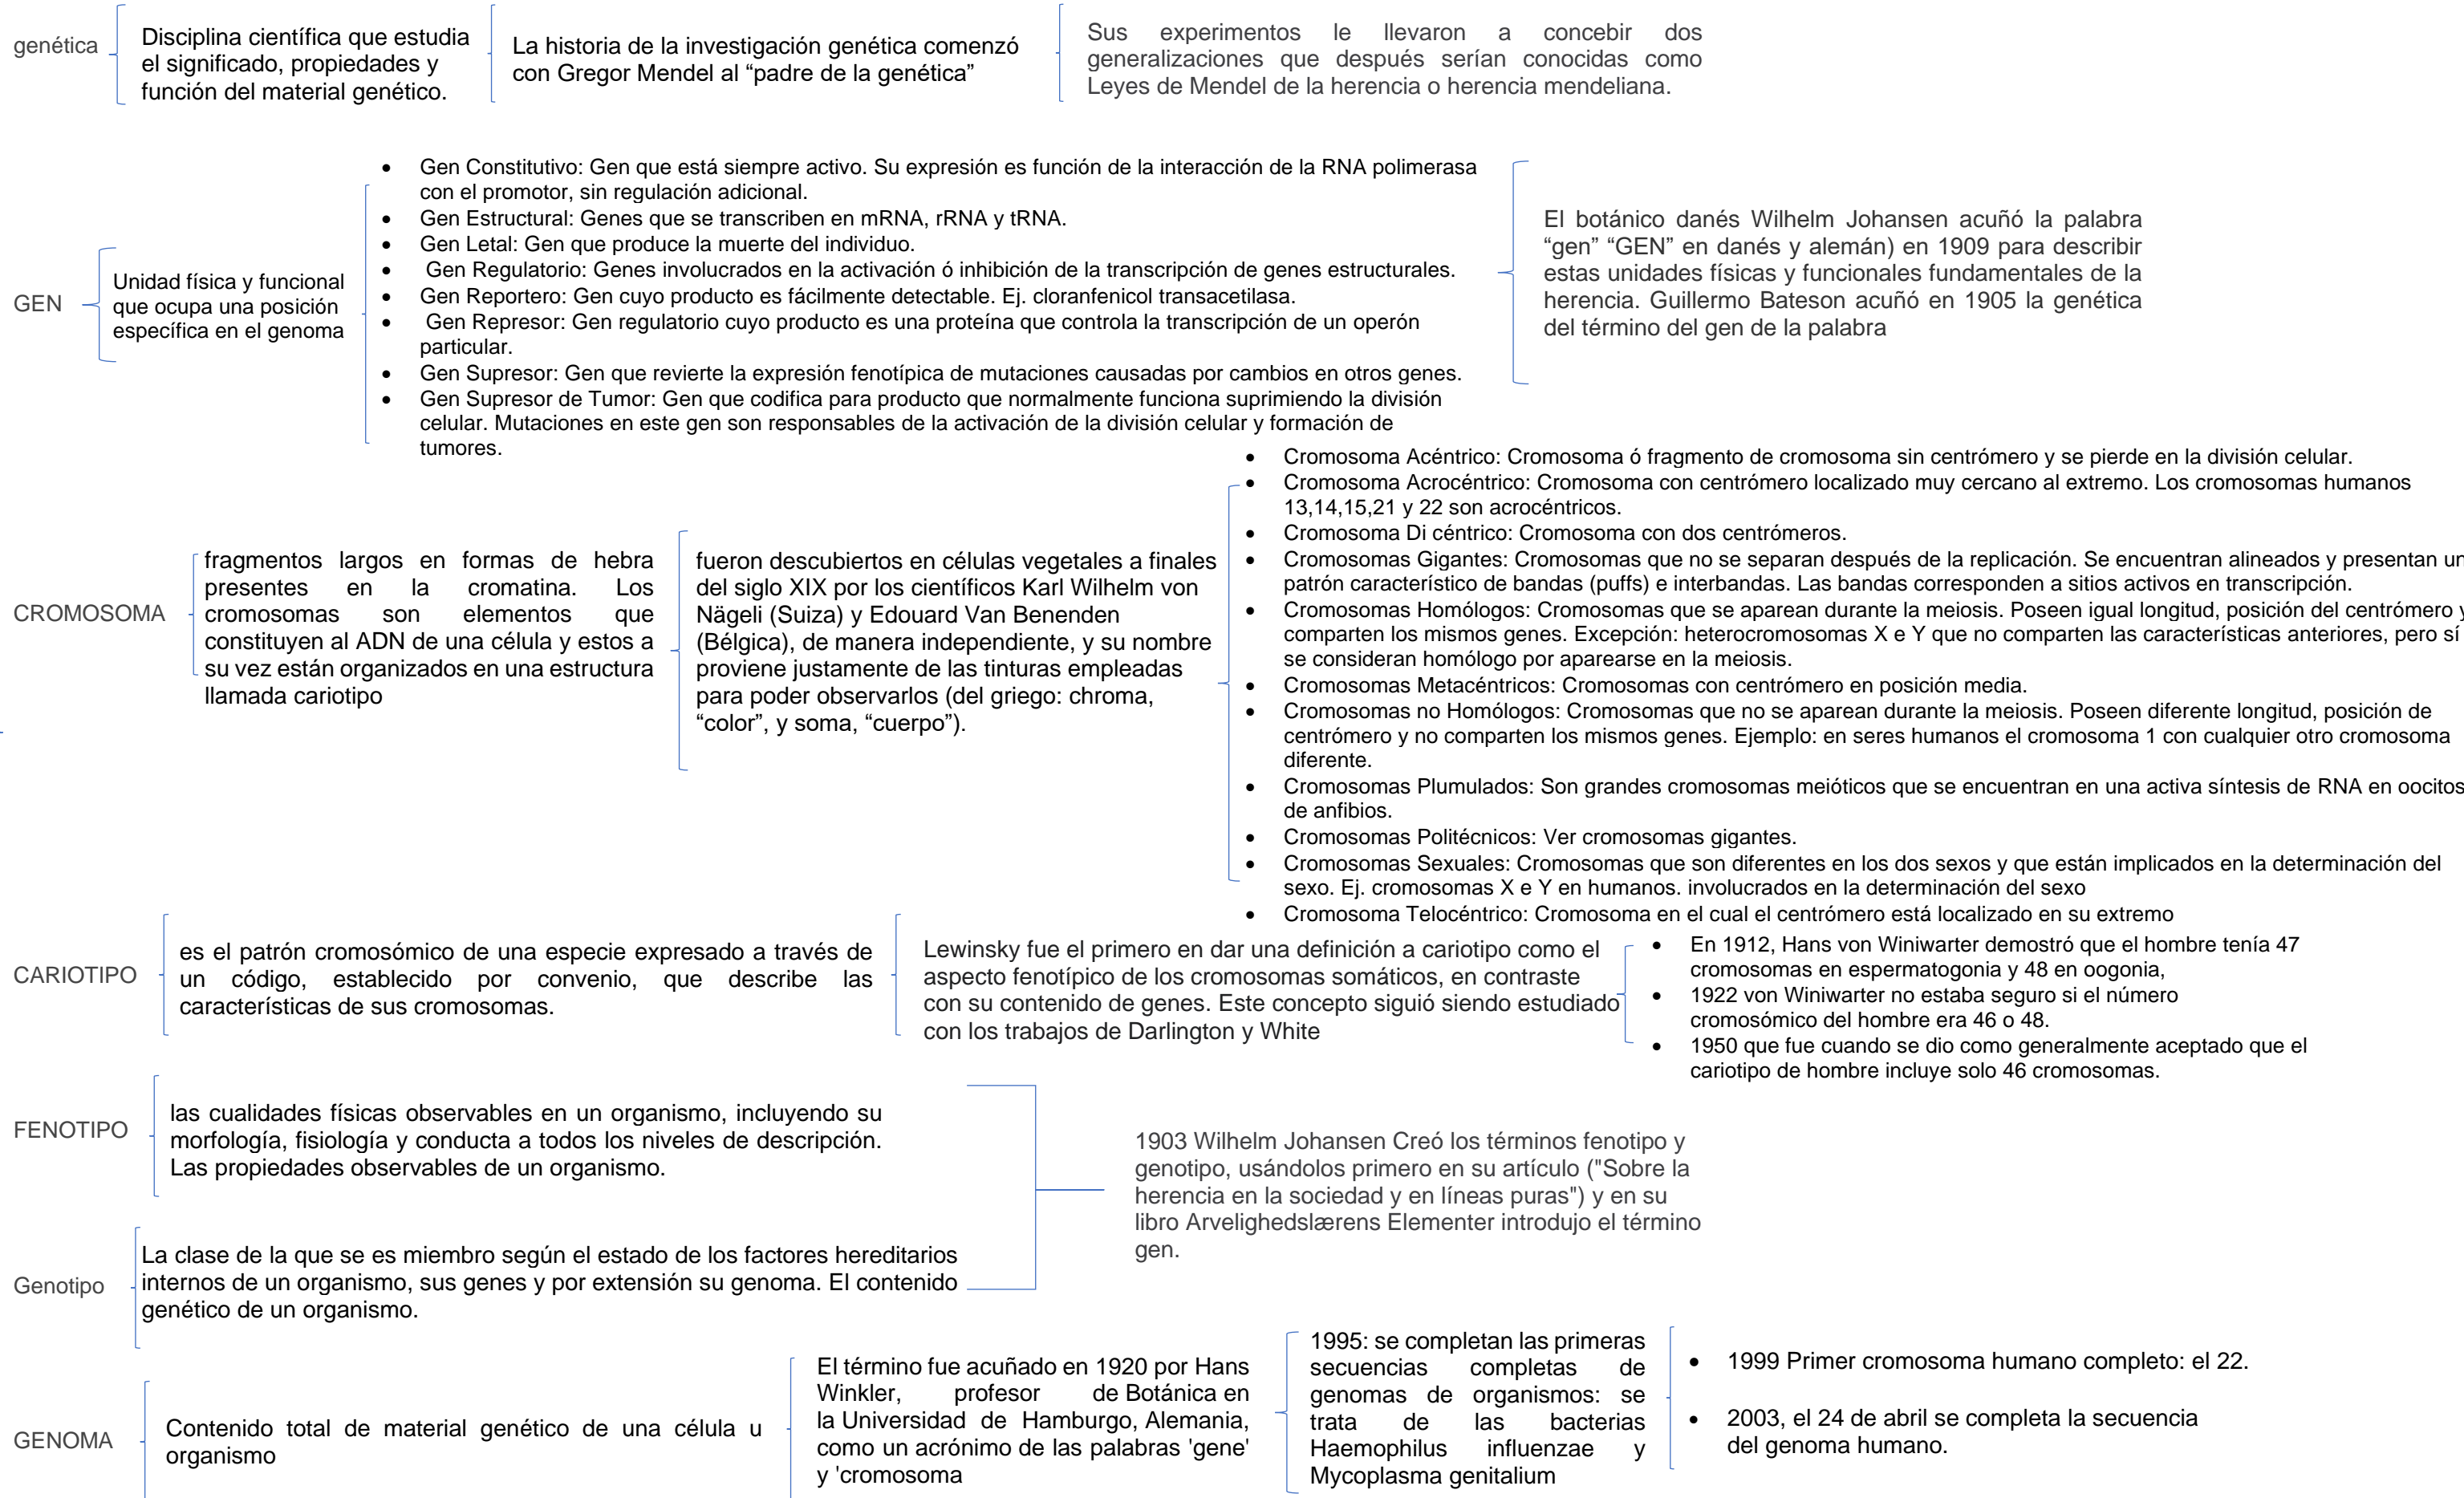 genética
Disciplina científica que estudia
el significado, propiedades y
función del material genético.
La historia de la investigación genética comenzó
con Gregor Mendel al “padre de la genética”
Sus experimentos le llevaron a concebir dos
generalizaciones que después serían conocidas como
Leyes de Mendel de la herencia o herencia mendeliana.
GEN
Unidad física y funcional
que ocupa una posición
específica en el genoma
• Gen Constitutivo: Gen que está siempre activo. Su expresión es función de la interacción de la RNA polimerasa
con el promotor, sin regulación adicional.
• Gen Estructural: Genes que se transcriben en mRNA, rRNA y tRNA.
• Gen Letal: Gen que produce la muerte del individuo.
• Gen Regulatorio: Genes involucrados en la activación ó inhibición de la transcripción de genes estructurales.
• Gen Reportero: Gen cuyo producto es fácilmente detectable. Ej. cloranfenicol transacetilasa.
• Gen Represor: Gen regulatorio cuyo producto es una proteína que controla la transcripción de un operón
particular.
• Gen Supresor: Gen que revierte la expresión fenotípica de mutaciones causadas por cambios en otros genes.
• Gen Supresor de Tumor: Gen que codifica para producto que normalmente funciona suprimiendo la división
celular. Mutaciones en este gen son responsables de la activación de la división celular y formación de
tumores.
El botánico danés Wilhelm Johansen acuñó la palabra
“gen” “GEN” en danés y alemán) en 1909 para describir
estas unidades físicas y funcionales fundamentales de la
herencia. Guillermo Bateson acuñó en 1905 la genética
del término del gen de la palabra
CROMOSOMA
fragmentos largos en formas de hebra
presentes en la cromatina. Los
cromosomas son elementos que
constituyen al ADN de una célula y estos a
su vez están organizados en una estructura
llamada cariotipo
fueron descubiertos en células vegetales a finales
del siglo XIX por los científicos Karl Wilhelm von
Nägeli (Suiza) y Edouard Van Benenden
(Bélgica), de manera independiente, y su nombre
proviene justamente de las tinturas empleadas
para poder observarlos (del griego: chroma,
“color”, y soma, “cuerpo”).
• Cromosoma Acéntrico: Cromosoma ó fragmento de cromosoma sin centrómero y se pierde en la división celular.
• Cromosoma Acrocéntrico: Cromosoma con centrómero localizado muy cercano al extremo. Los cromosomas humanos
13,14,15,21 y 22 son acrocéntricos.
• Cromosoma Di céntrico: Cromosoma con dos centrómeros.
• Cromosomas Gigantes: Cromosomas que no se separan después de la replicación. Se encuentran alineados y presentan un
patrón característico de bandas (puffs) e interbandas. Las bandas corresponden a sitios activos en transcripción.
• Cromosomas Homólogos: Cromosomas que se aparean durante la meiosis. Poseen igual longitud, posición del centrómero y
comparten los mismos genes. Excepción: heterocromosomas X e Y que no comparten las características anteriores, pero sí
se consideran homólogo por aparearse en la meiosis.
• Cromosomas Metacéntricos: Cromosomas con centrómero en posición media.
• Cromosomas no Homólogos: Cromosomas que no se aparean durante la meiosis. Poseen diferente longitud, posición de
centrómero y no comparten los mismos genes. Ejemplo: en seres humanos el cromosoma 1 con cualquier otro cromosoma
diferente.
• Cromosomas Plumulados: Son grandes cromosomas meióticos que se encuentran en una activa síntesis de RNA en oocitos
de anfibios.
• Cromosomas Politécnicos: Ver cromosomas gigantes.
• Cromosomas Sexuales: Cromosomas que son diferentes en los dos sexos y que están implicados en la determinación del
sexo. Ej. cromosomas X e Y en humanos. involucrados en la determinación del sexo
• Cromosoma Telocéntrico: Cromosoma en el cual el centrómero está localizado en su extremo
CARIOTIPO
es el patrón cromosómico de una especie expresado a través de
un código, establecido por convenio, que describe las
características de sus cromosomas.
Lewinsky fue el primero en dar una definición a cariotipo como el
aspecto fenotípico de los cromosomas somáticos, en contraste
con su contenido de genes. Este concepto siguió siendo estudiado
con los trabajos de Darlington y White
• En 1912, Hans von Winiwarter demostró que el hombre tenía 47
cromosomas en espermatogonia y 48 en oogonia,
• 1922 von Winiwarter no estaba seguro si el número
cromosómico del hombre era 46 o 48.
• 1950 que fue cuando se dio como generalmente aceptado que el
cariotipo de hombre incluye solo 46 cromosomas.
FENOTIPO
las cualidades físicas observables en un organismo, incluyendo su
morfología, fisiología y conducta a todos los niveles de descripción.
Las propiedades observables de un organismo.
Genotipo
La clase de la que se es miembro según el estado de los factores hereditarios
internos de un organismo, sus genes y por extensión su genoma. El contenido
genético de un organismo.
1903 Wilhelm Johansen Creó los términos fenotipo y
genotipo, usándolos primero en su artículo ("Sobre la
herencia en la sociedad y en líneas puras") y en su
libro Arvelighedslærens Elementer introdujo el término
gen.
GENOMA
Contenido total de material genético de una célula u
organismo
El término fue acuñado en 1920 por Hans
Winkler, profesor de Botánica en
la Universidad de Hamburgo, Alemania,
como un acrónimo de las palabras 'gene'
y 'cromosoma
1995: se completan las primeras
secuencias completas de
genomas de organismos: se
trata de las bacterias
Haemophilus influenzae y
Mycoplasma genitalium
• 1999 Primer cromosoma humano completo: el 22.
• 2003, el 24 de abril se completa la secuencia
del genoma humano.